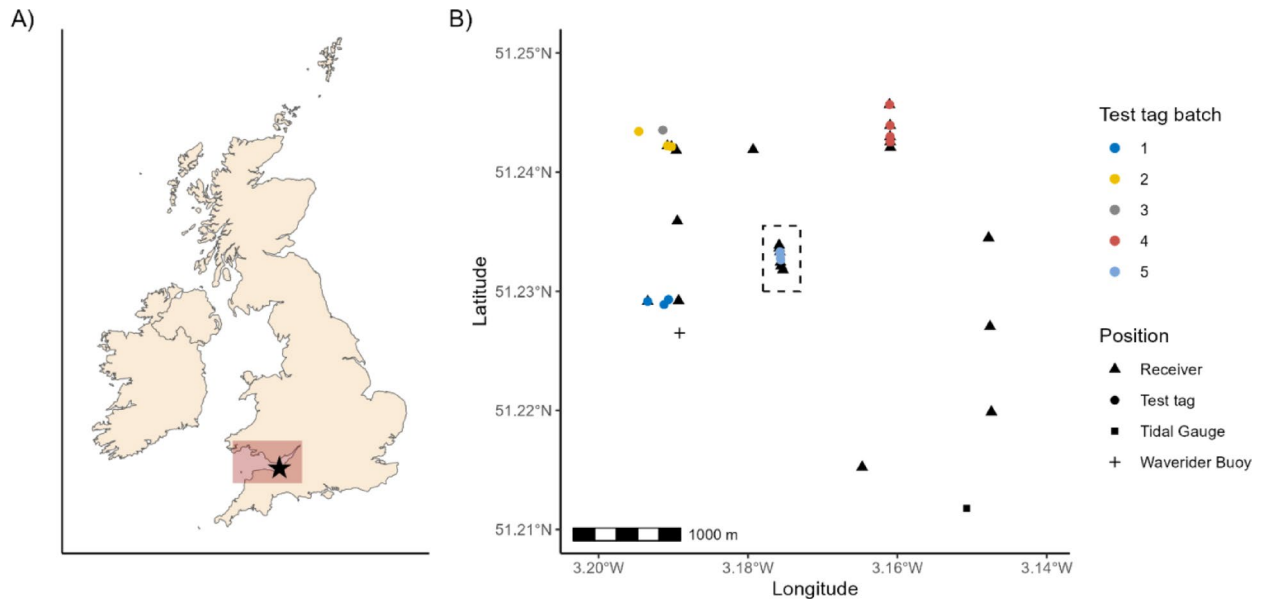 A)
B)
51.25°N
51.24°N
51.23°N
51.22°N
51.21°N
Latitude
1000 m
3.20°W
3.18°W
3.16°W
3.14°W
Longitude
Test tag batch
1
2
3
4
5
Position
Receiver
Test tag
Tidal Gauge
Waverider Buoy